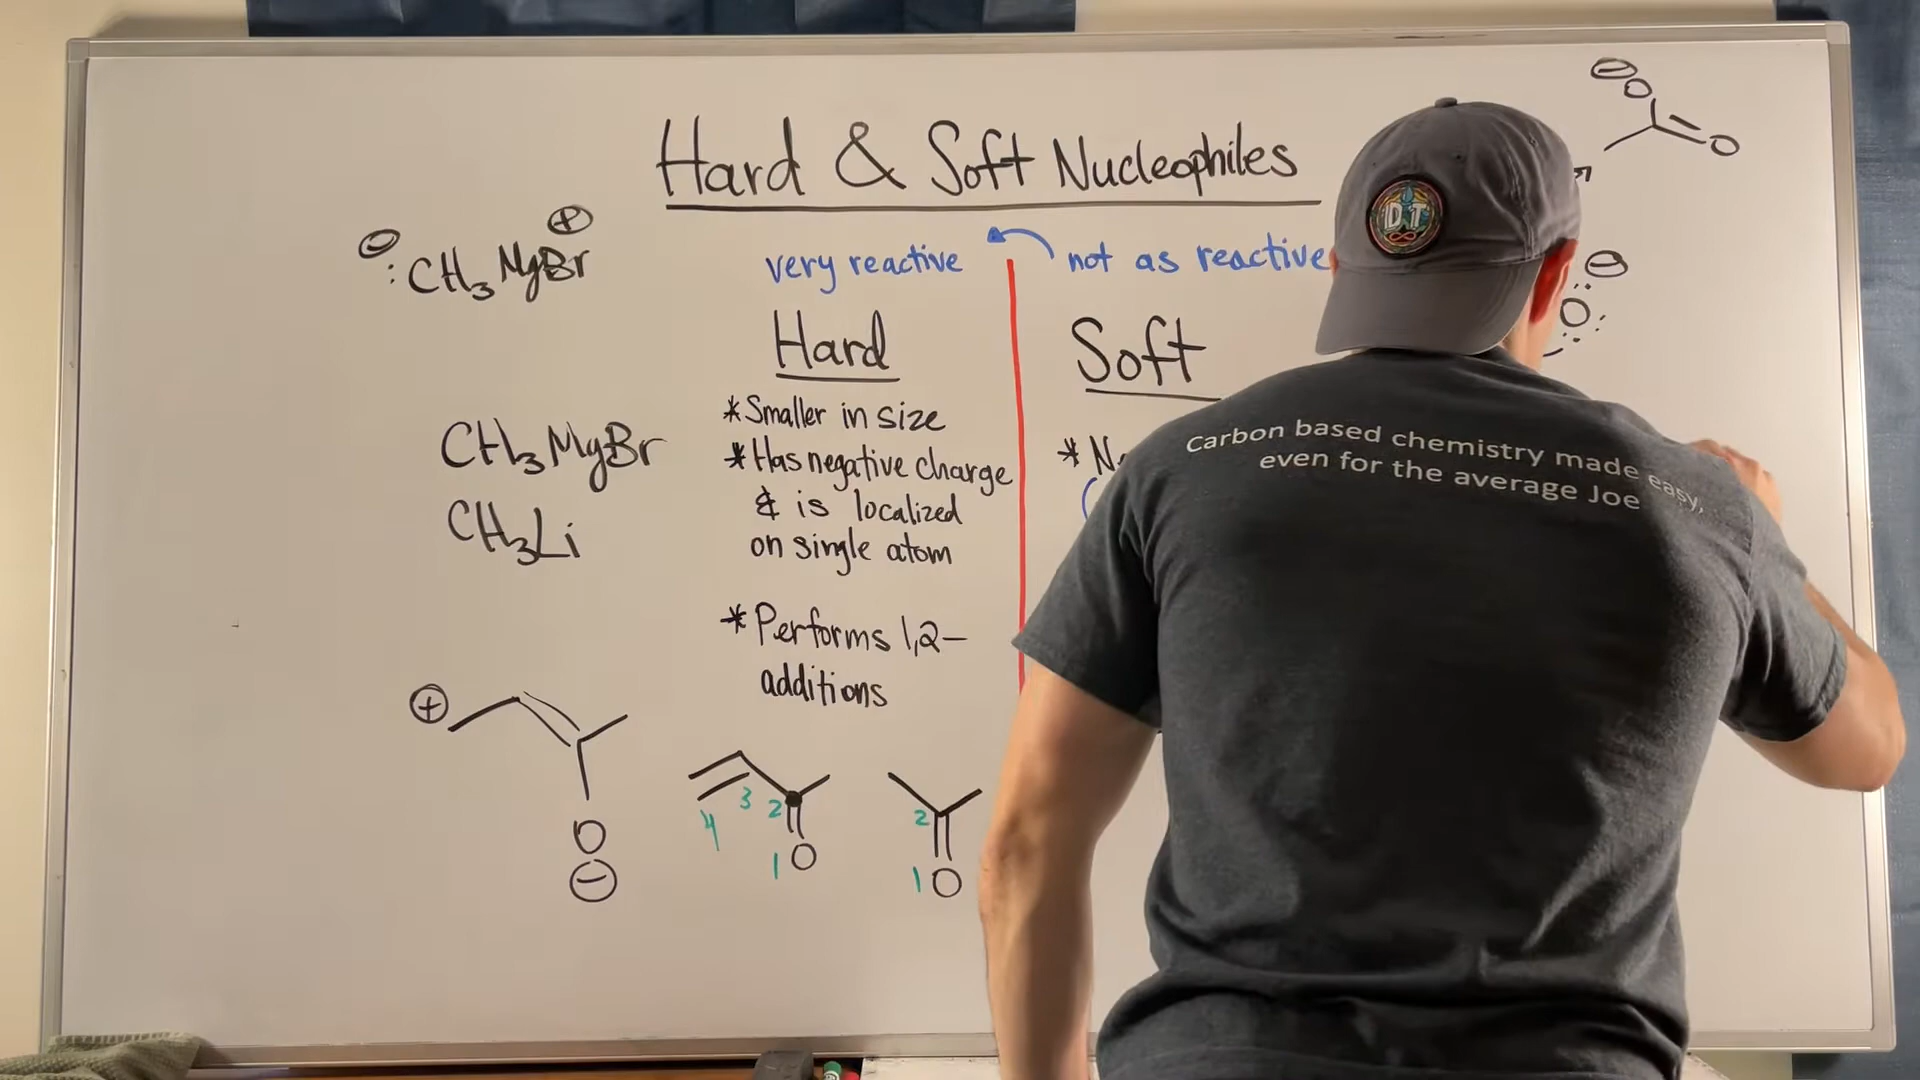 Hard & Soft Nucleophiles
⊖
⊕
:CH₃MgBr
very reactive
not as reactive
Hard
Soft
*Smaller in size
*Has negative charge
& is localized
on single atom
*Performs 1,2-
additions
*
CH₃MgBr
CH₃Li
⊕
O
⊖
4
3
2
1 O
2
1 O
⊖
O
O
⊖
O
DT
Carbon based chemistry made easy,
even for the average Joe